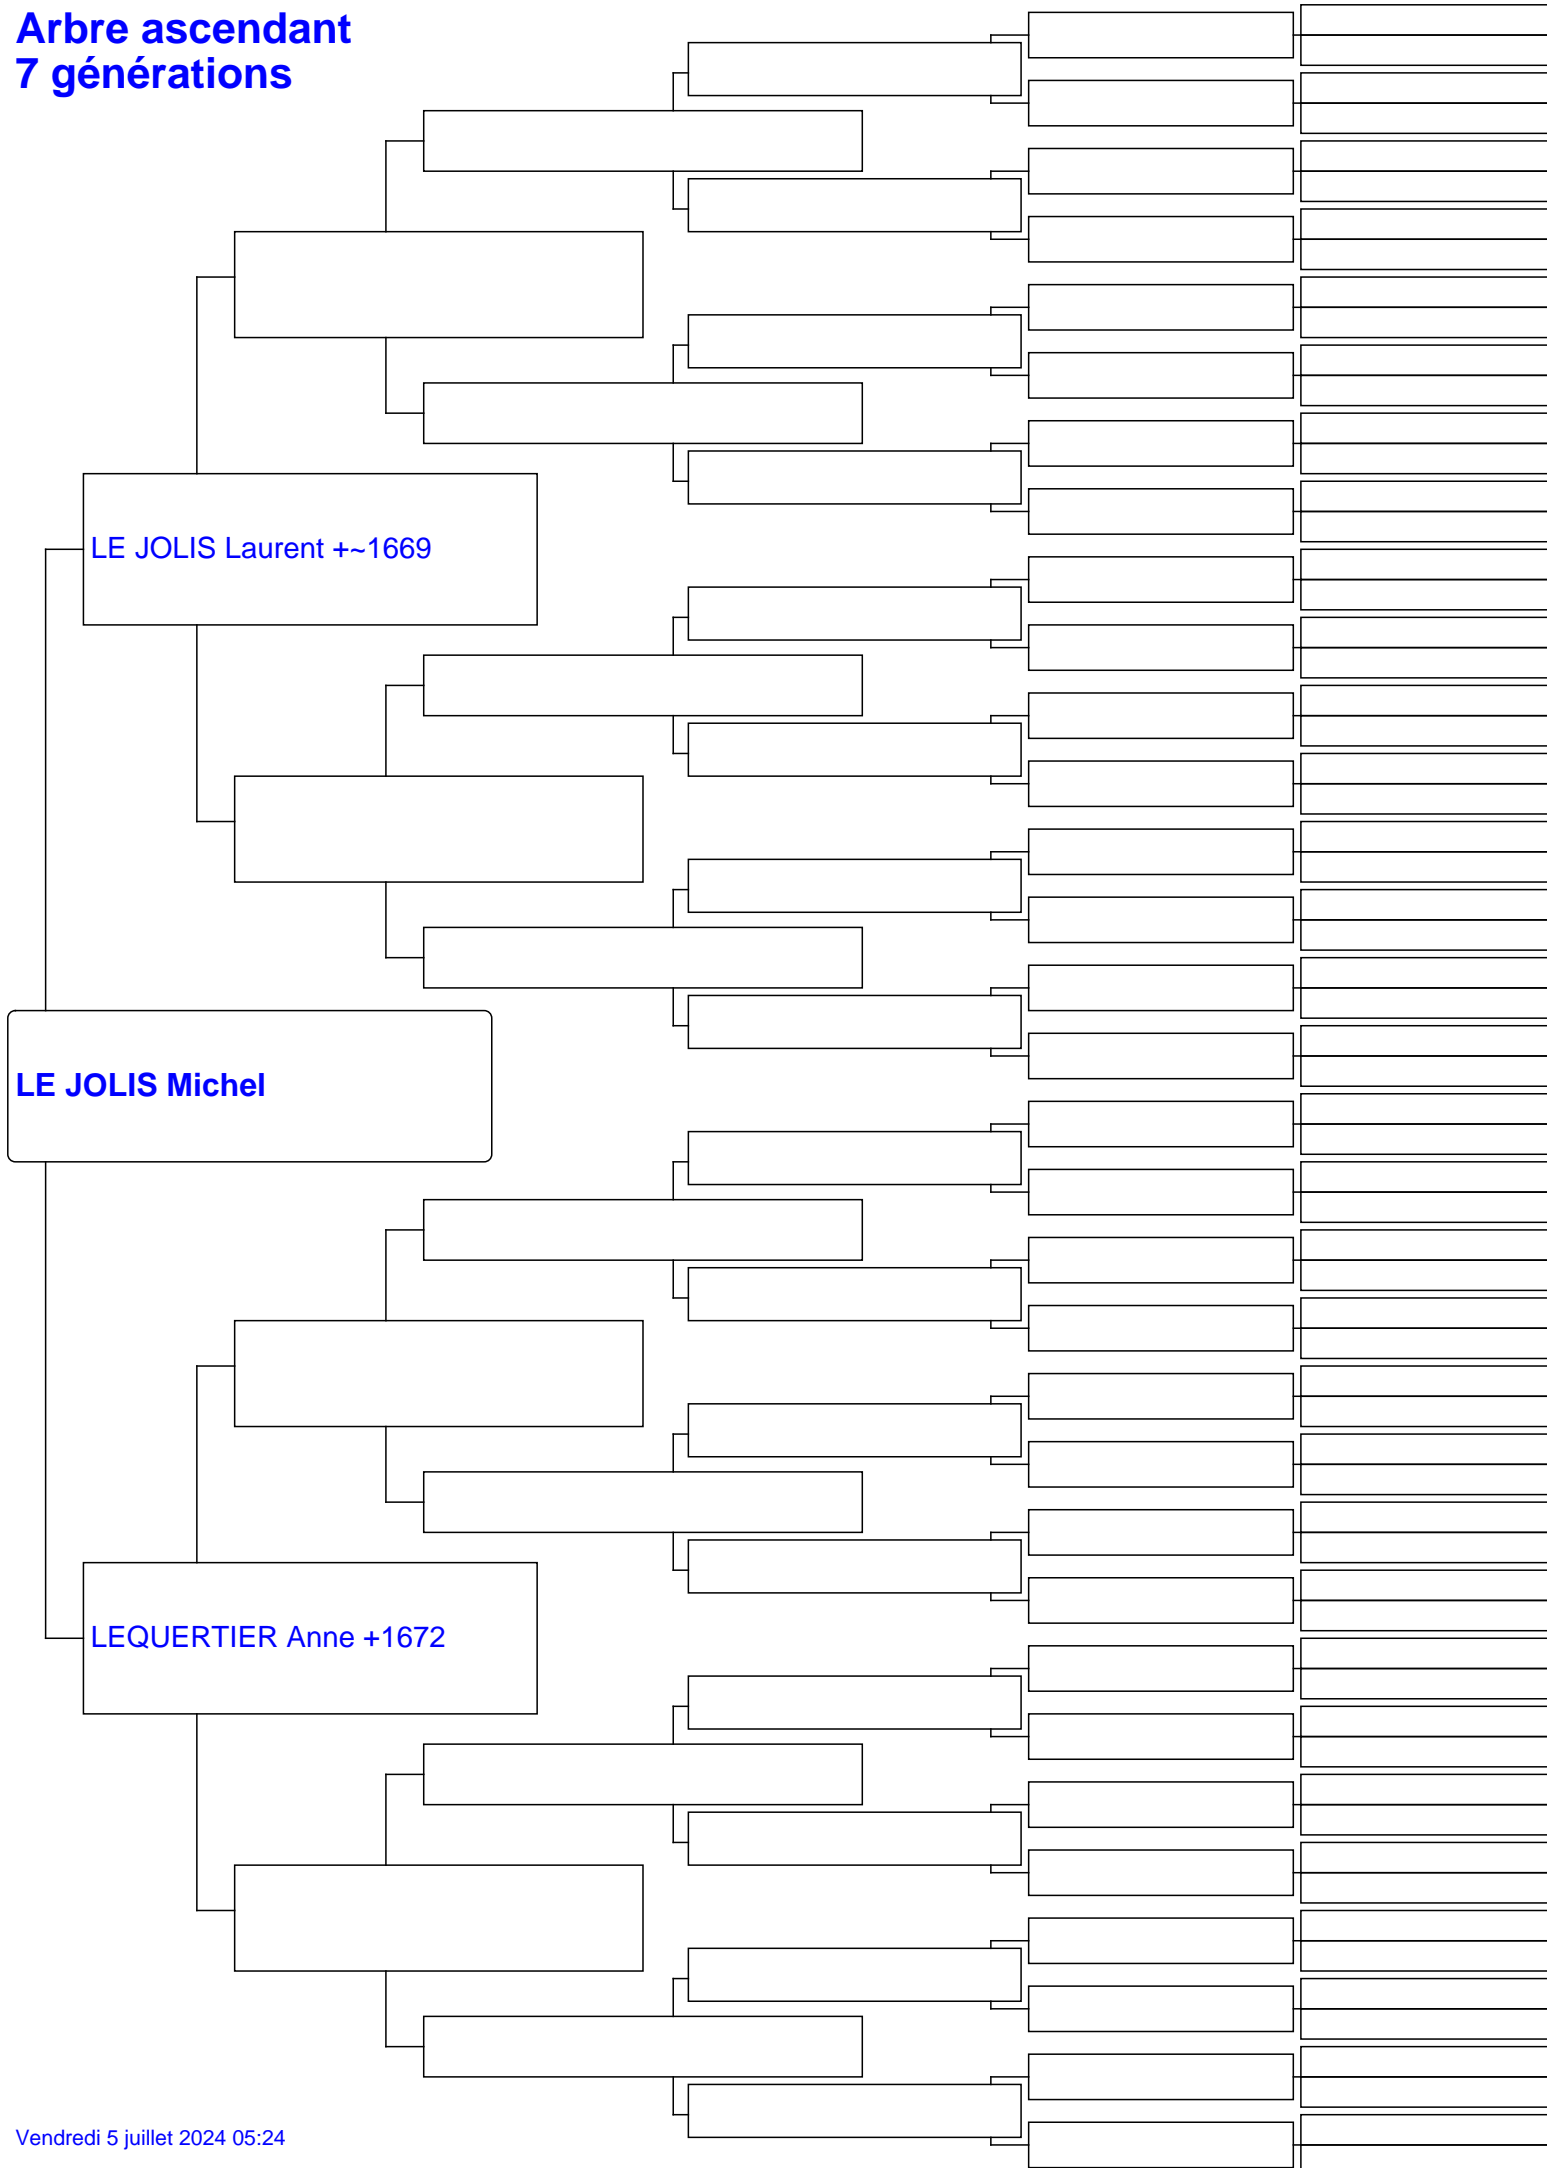 Arbre ascendant
7 générations
LE JOLIS Laurent +~1669
LE JOLIS Michel
LEQUERTIER Anne +1672
Vendredi 5 juillet 2024 05:24